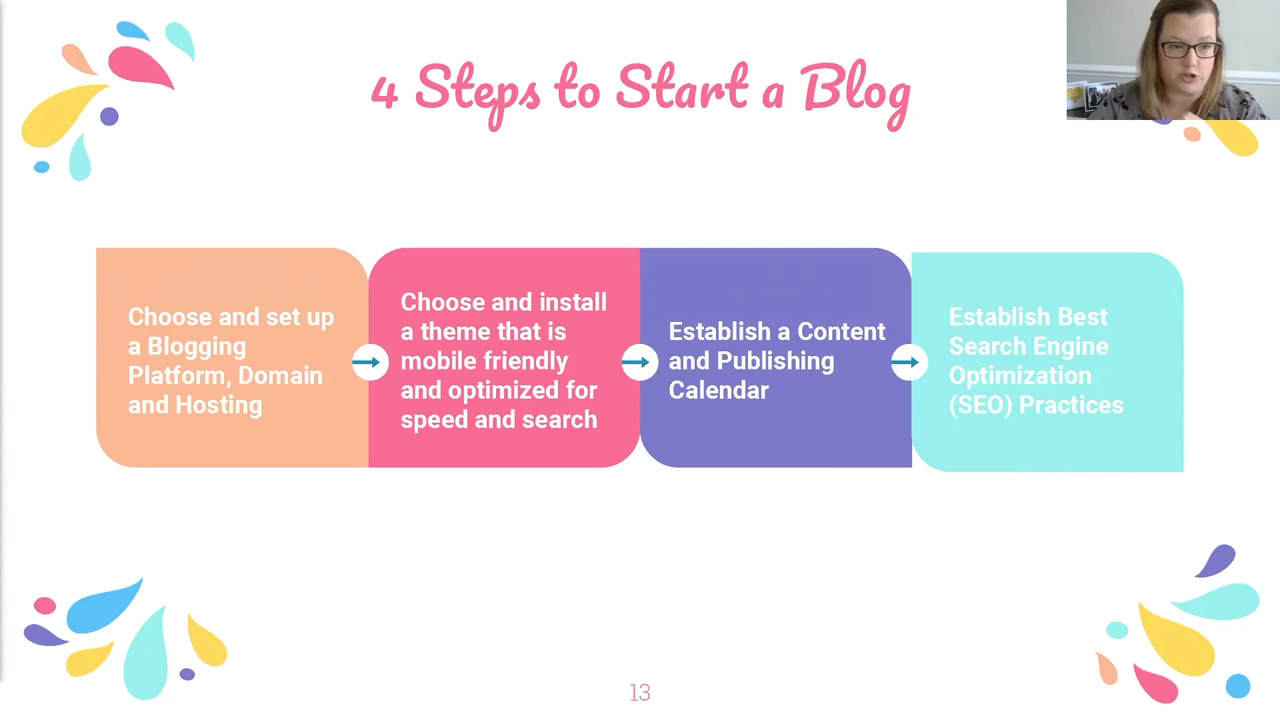 4 Steps to Start a Blog
Choose and set up
a Blogging
Platform, Domain
and Hosting
Choose and install
a theme that is
mobile friendly
and optimized for
speed and search
Establish a Content
and Publishing
Calendar
Establish Best
Search Engine
Optimization
(SEO) Practices
13